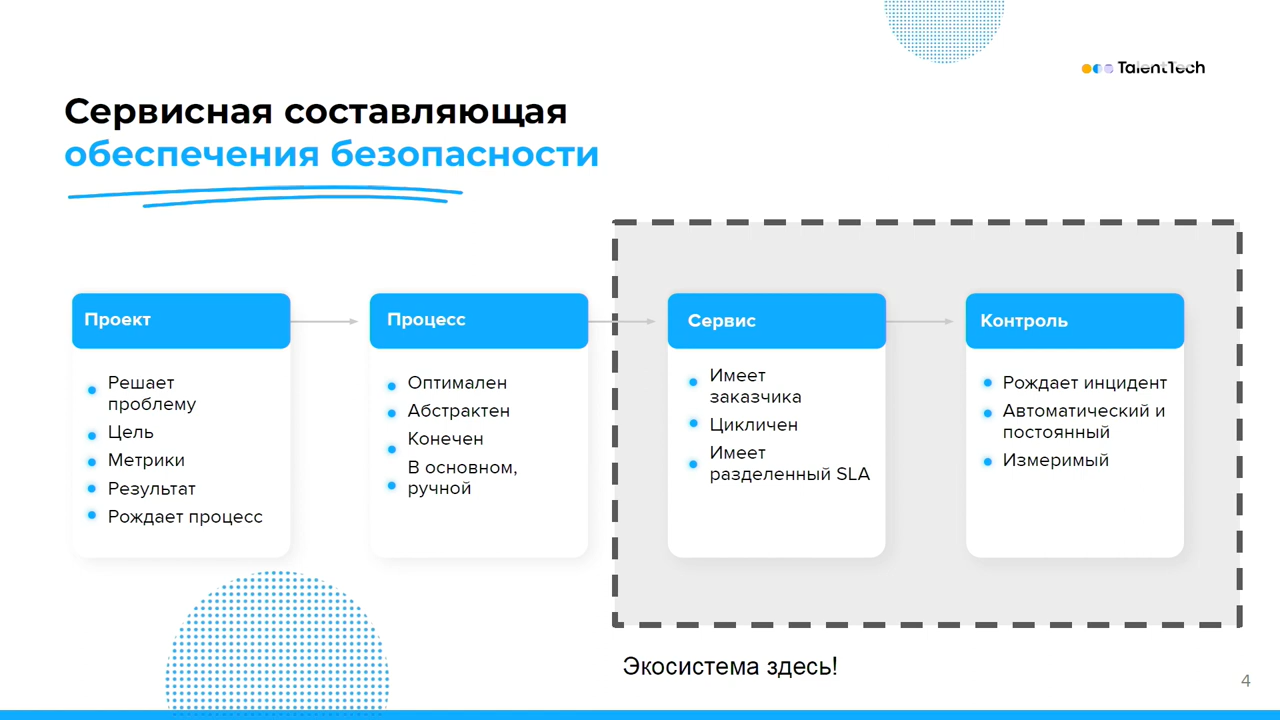 TalentTech
Сервисная составляющая
обеспечения безопасности
Проект
Решает
проблему
Цель
Метрики
Результат
Рождает процесс
Процесс
Оптимален
Абстрактен
Конечен
В основном,
ручной
Сервис
Имеет
заказчика
Цикличен
Имеет
разделенный SLA
Контроль
Рождает инцидент
Автоматический и
постоянный
Измеримый
Экосистема здесь!
4